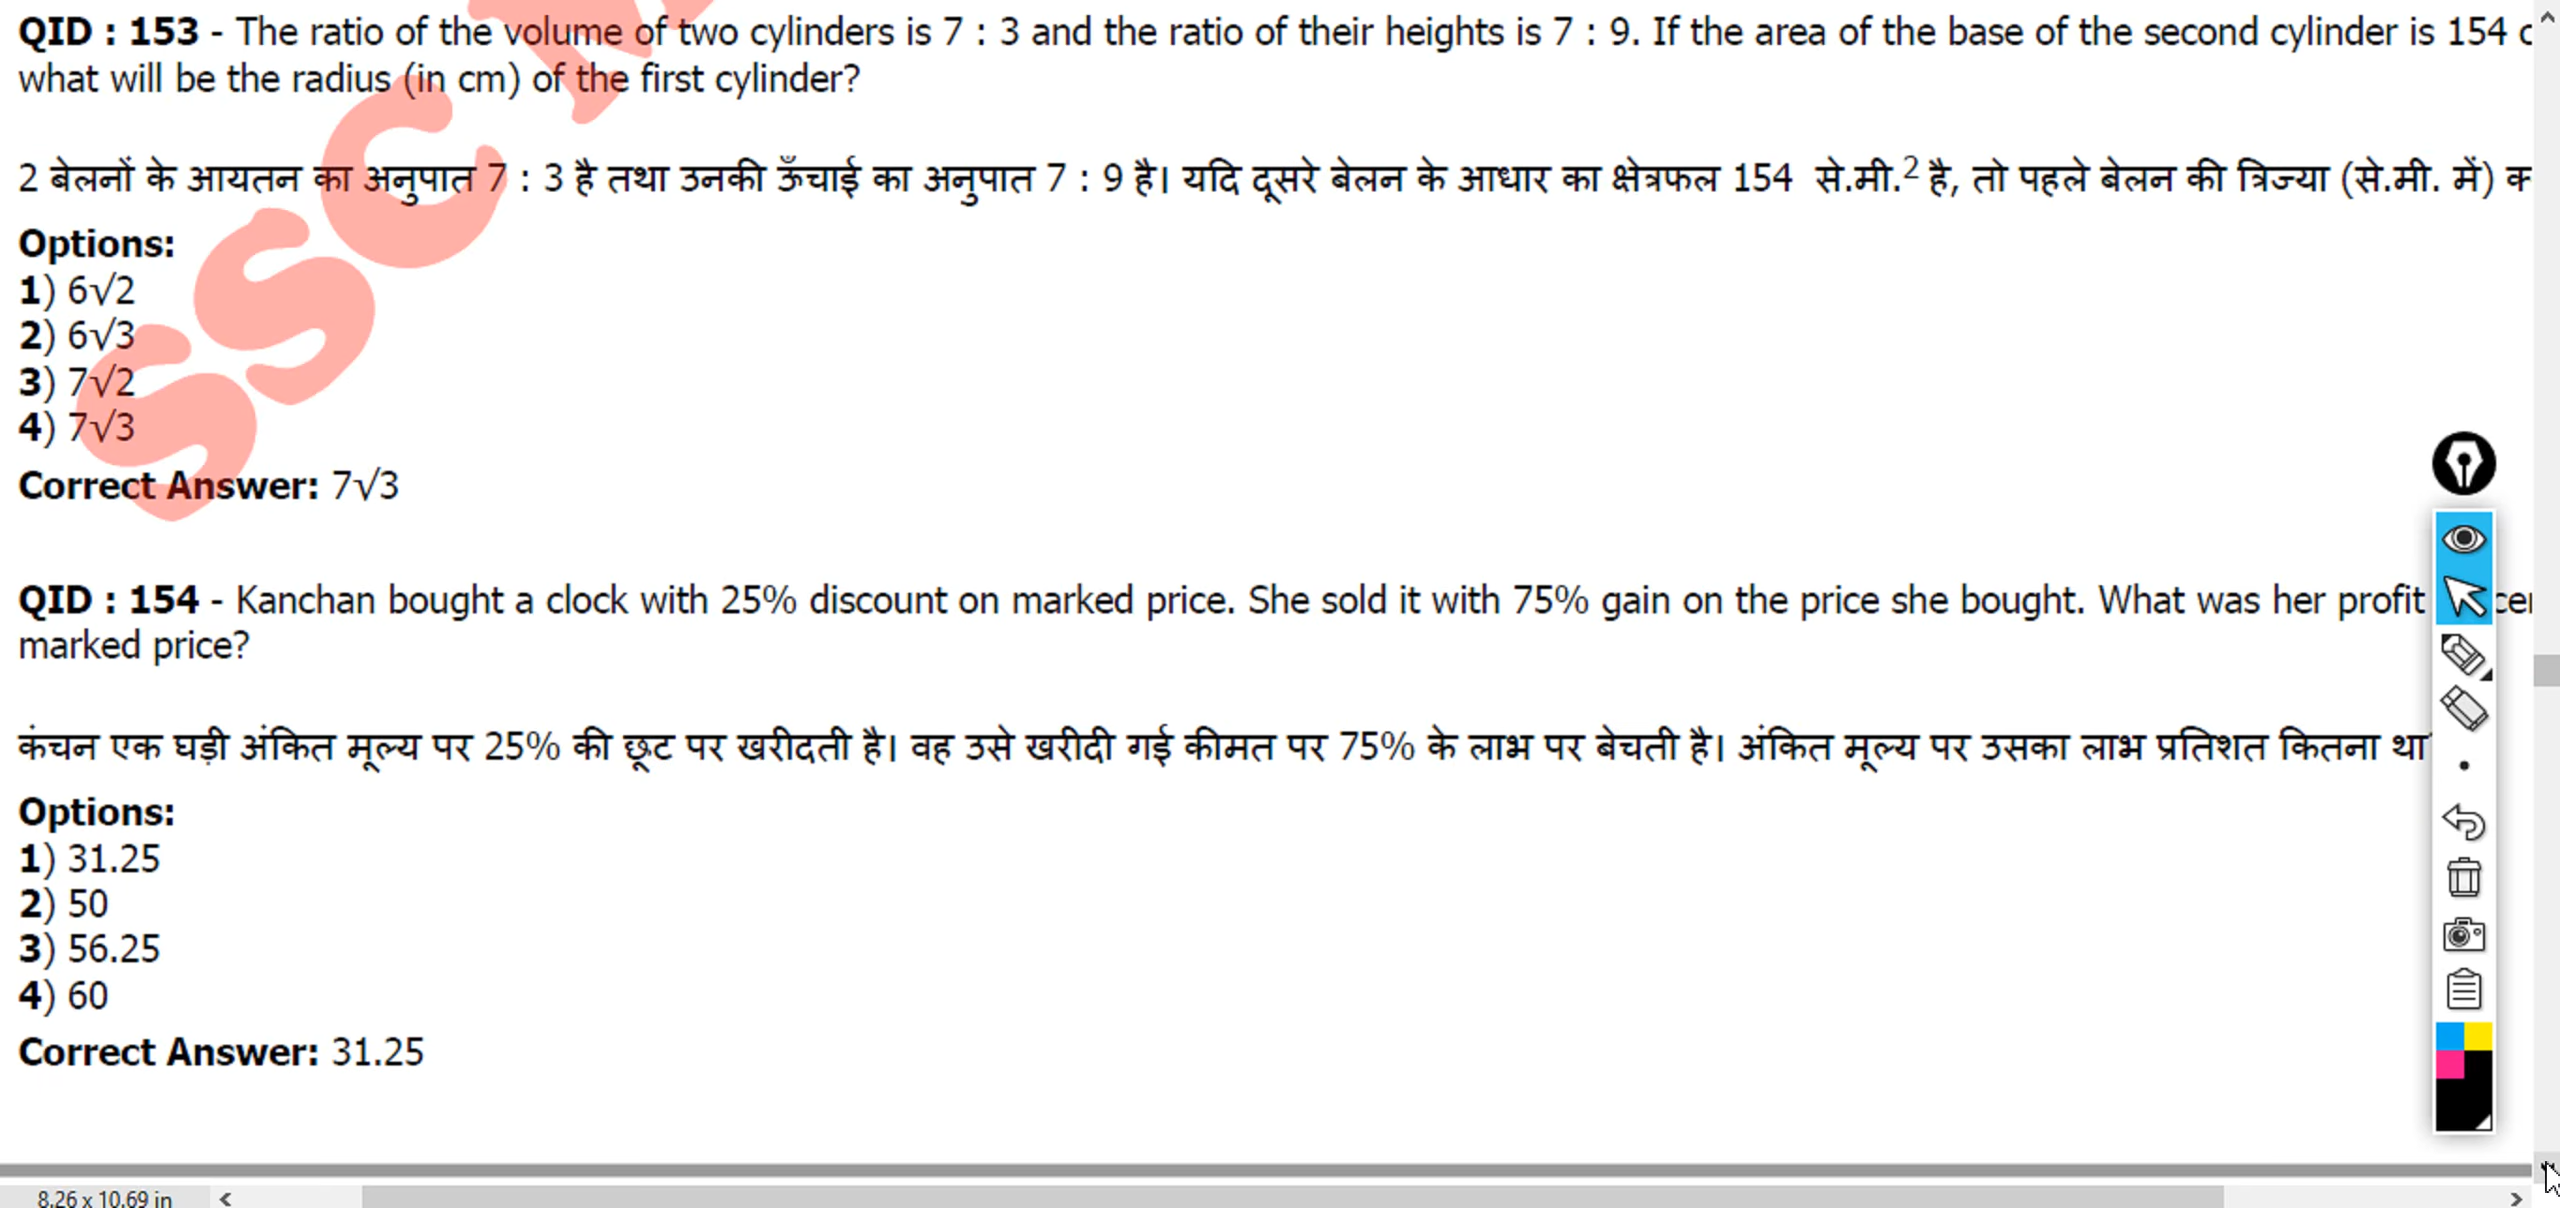 QID : 153 - The ratio of the volume of two cylinders is 7 : 3 and the ratio of their heights is 7 : 9. If the area of the base of the second cylinder is 154
what will be the radius (in cm) of the first cylinder?
2 बेलनों के आयतन का अनुपात 7 : 3 है तथा उनकी ऊँचाई का अनुपात 7 : 9 है। यदि दूसरे बेलन के आधार का क्षेत्रफल 154 से.मी.² है, तो पहले बेलन की त्रिज्या (से.मी. में)
Options:
1) 6√2
2) 6√3
3) 7√2
4) 7√3
Correct Answer: 7√3
QID : 154 - Kanchan bought a clock with 25% discount on marked price. She sold it with 75% gain on the price she bought. What was her profit
marked price?
कंचन एक घड़ी अंकित मूल्य पर 25% की छूट पर खरीदती है। वह उसे खरीदी गई कीमत पर 75% के लाभ पर बेचती है। अंकित मूल्य पर उसका लाभ प्रतिशत कितना था
Options:
1) 31.25
2) 50
3) 56.25
4) 60
Correct Answer: 31.25
SSC
8.26 x 10.69 in